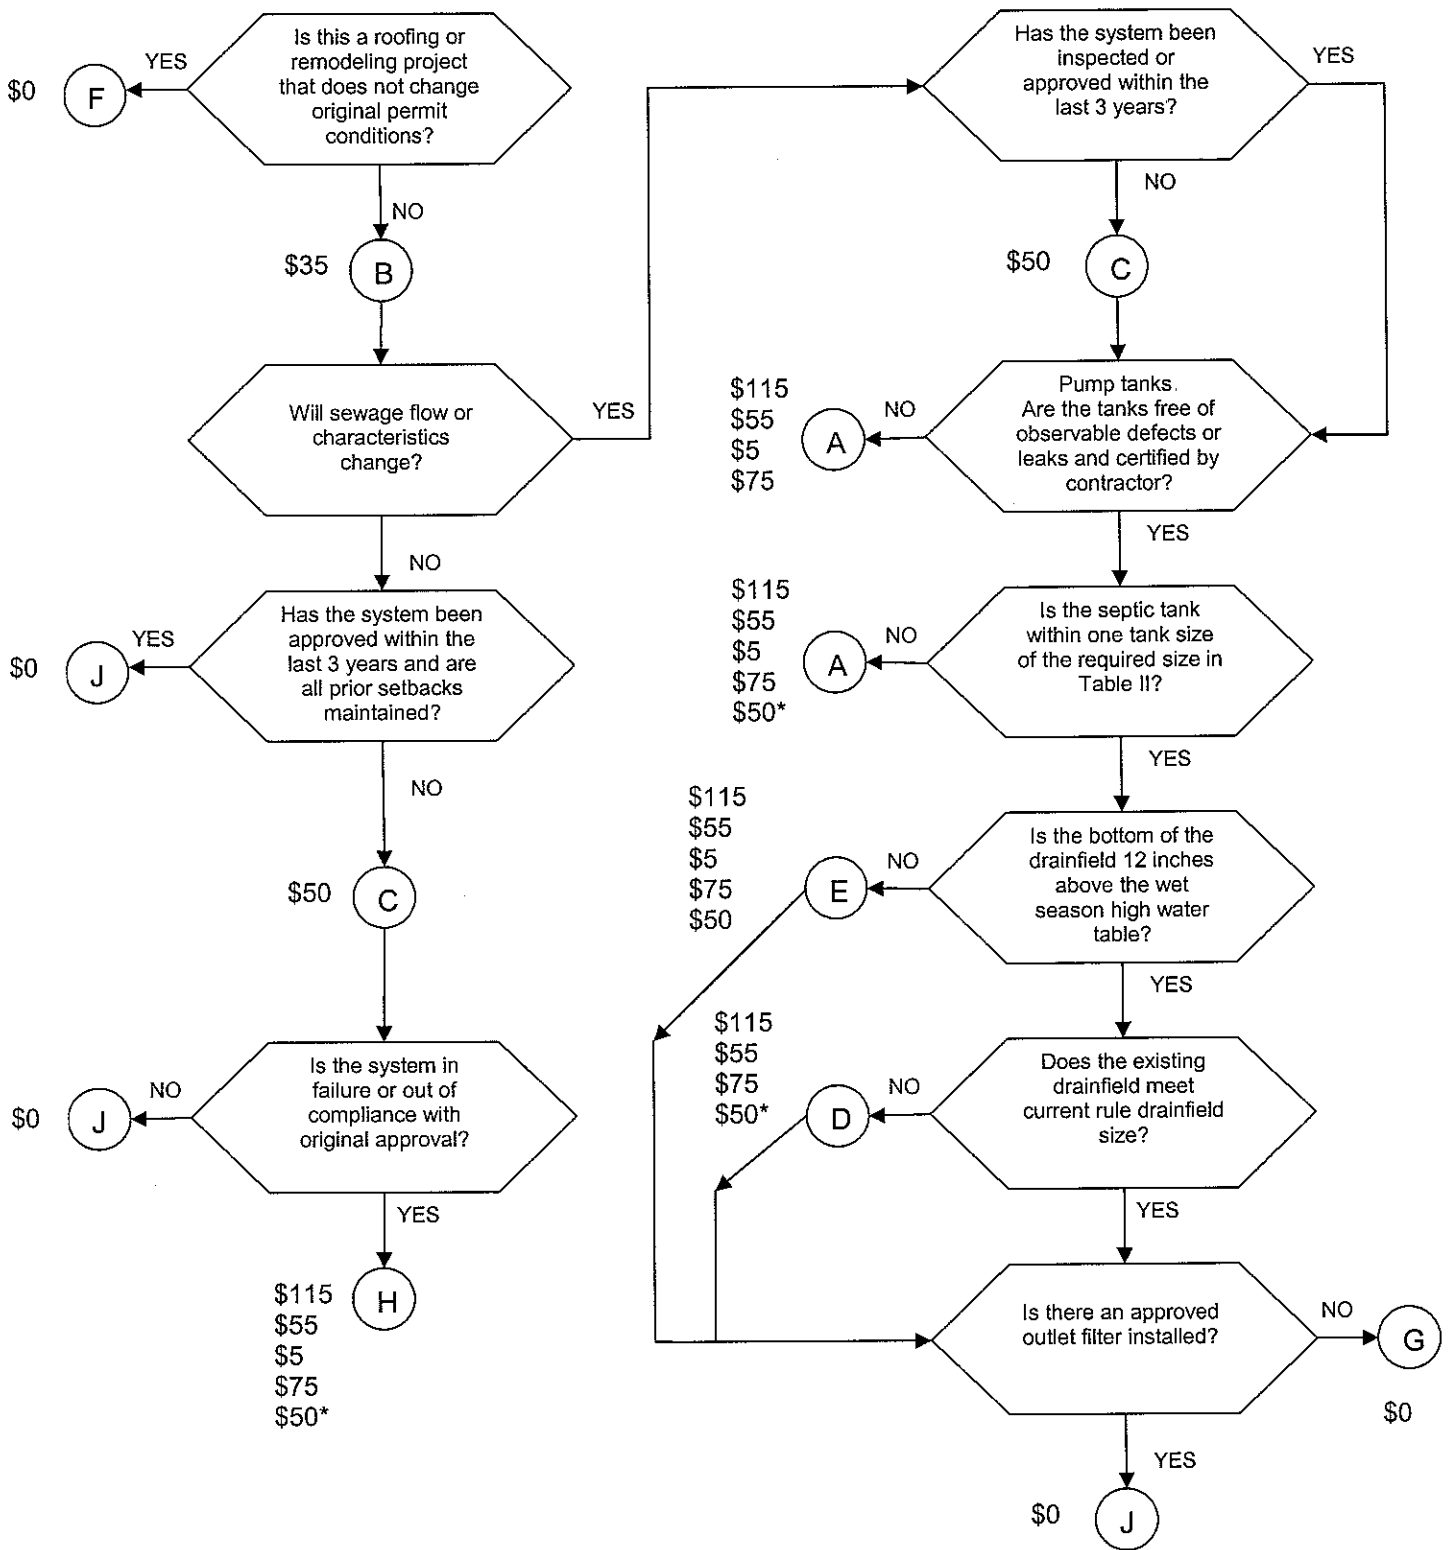 Is this a roofing or
remodeling project
that does not change
original permit
conditions?
YES
$0
F
NO
$35
B
Will sewage flow or
characteristics
change?
YES
NO
Has the system been
approved within the
last 3 years and are
all prior setbacks
maintained?
YES
$0
J
NO
$50
C
Is the system in
failure or out of
compliance with
original approval?
NO
$0
J
YES
H
$115
$55
$5
$75
$50*
Has the system been
inspected or
approved within the
last 3 years?
YES
NO
$50
C
Pump tanks.
Are the tanks free of
observable defects or
leaks and certified by
contractor?
NO
A
$115
$55
$5
$75
YES
Is the septic tank
within one tank size
of the required size in
Table II?
NO
A
$115
$55
$5
$75
$50*
YES
Is the bottom of the
drainfield 12 inches
above the wet
season high water
table?
NO
E
$115
$55
$5
$75
$50
YES
Does the existing
drainfield meet
current rule drainfield
size?
NO
D
$115
$55
$75
$50*
YES
Is there an approved
outlet filter installed?
NO
G
$0
YES
$0
J